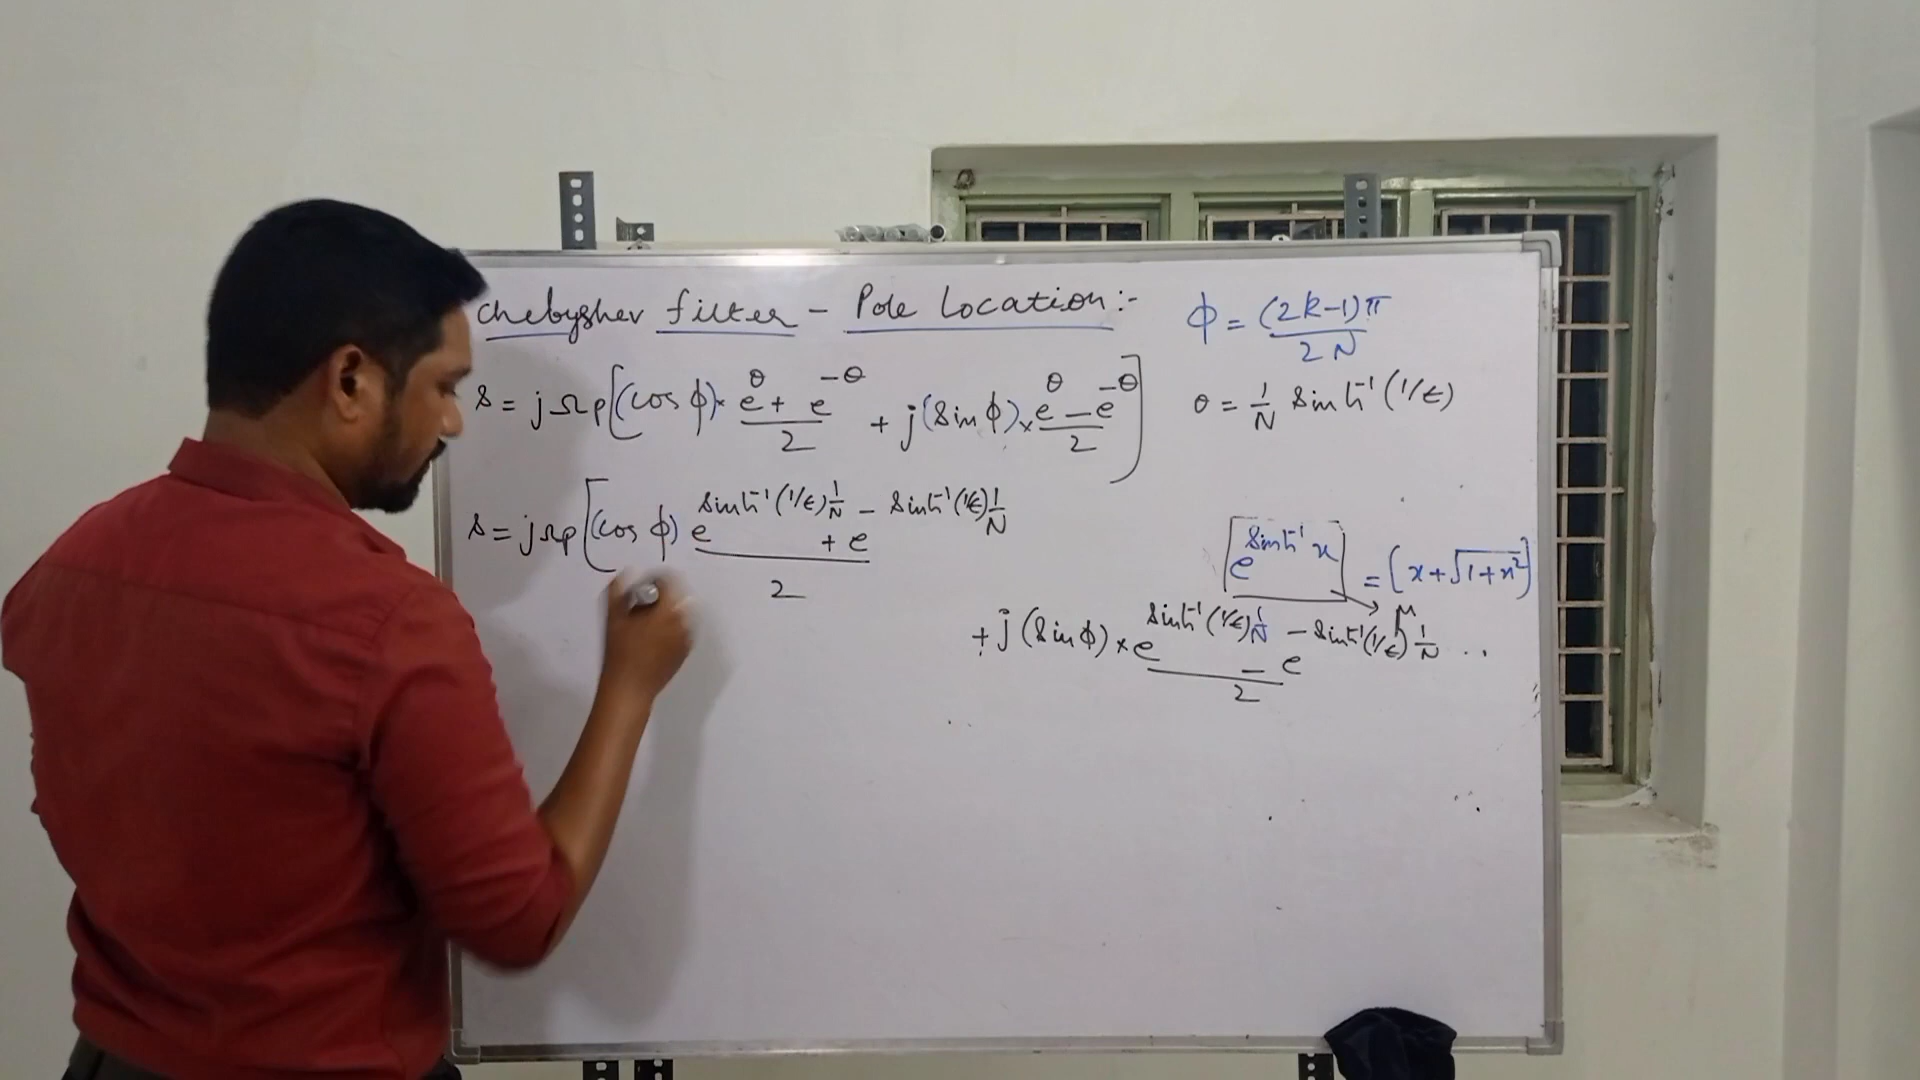 Chebyshev filter - Pole Location :-
ϕ = (2k-1)π / 2N
s = jΩp[(cos ϕ) · (e^θ + e^-θ)/2 + j(sin ϕ) × (e^θ - e^-θ)/2]
θ = 1/N sinh^-1 (1/ε)
s = jΩp[(cos ϕ) (e^(sinh^-1(1/ε) 1/N) + e^(-sinh^-1(1/ε) 1/N))/2
[e^(sinh^-1 x)] = [x + √(1+x²)]
→ μ
+ j(sin ϕ) × (e^(sinh^-1(1/ε) 1/N) - e^(-sinh^-1(1/ε) 1/N))/2 ..